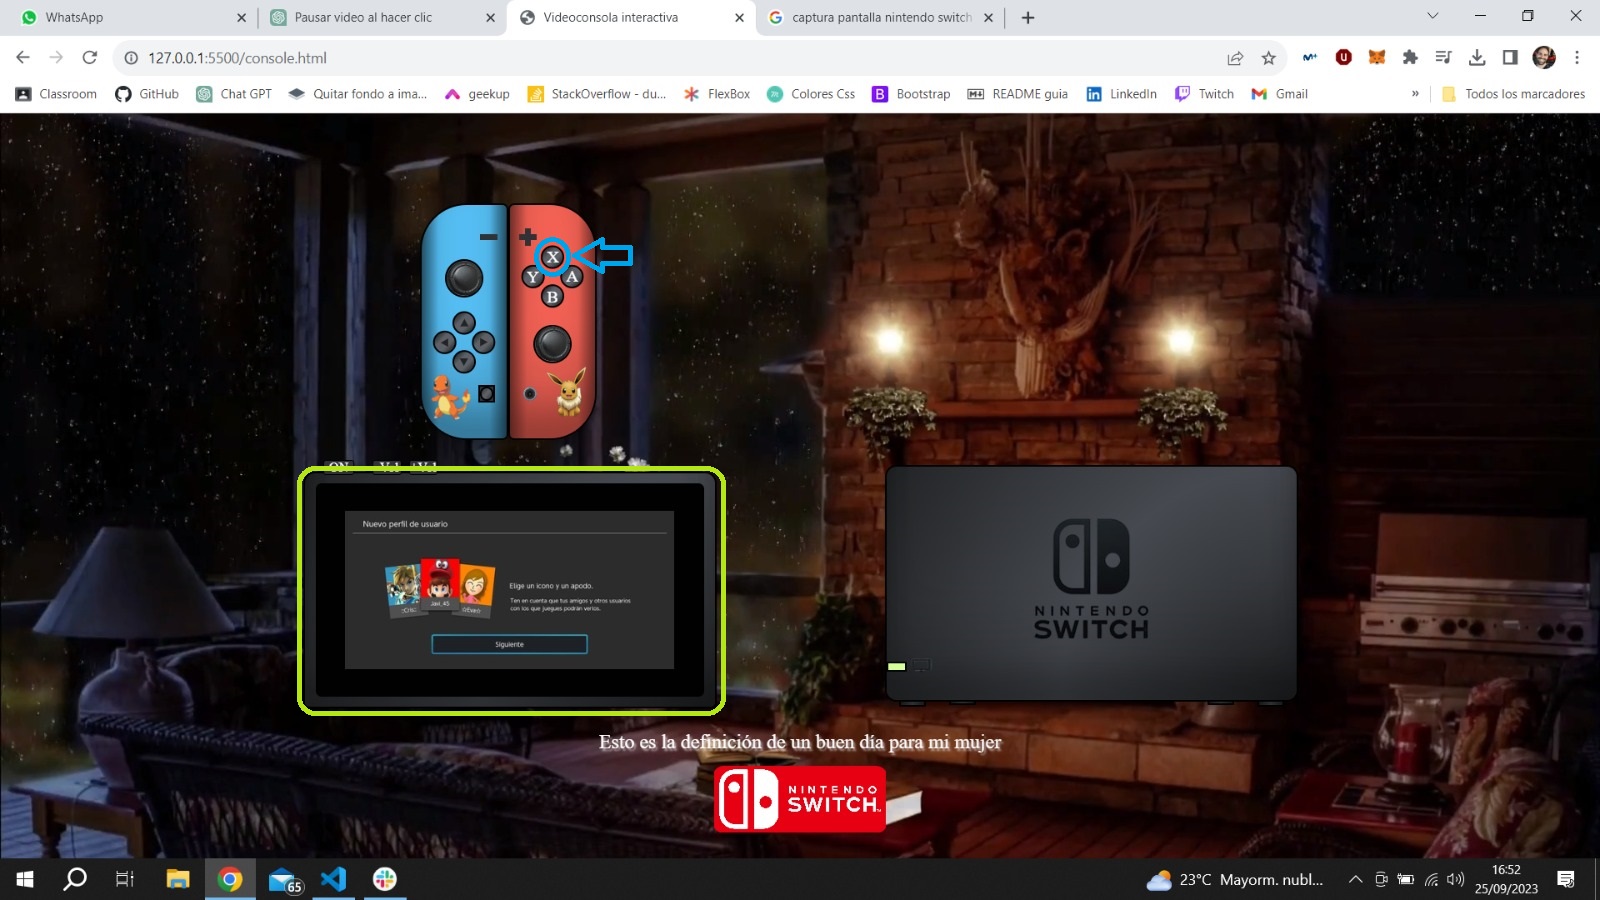 WhatsApp
Pausar video al hacer clic
Videoconsola interactiva
captura pantalla nintendo switch
127.0.0.1:5500/console.html
Classroom
GitHub
Chat GPT
Quitar fondo a ima...
geekup
StackOverflow - du...
FlexBox
Colores Css
Bootstrap
README guia
LinkedIn
Twitch
Gmail
»
Todos los marcadores
X
Y A
B
ON -Vol +Vol
Nuevo perfil de usuario
Elige un icono y un apodo.
Ten en cuenta que tus amigos y otros usuarios
con los que juegues podrán verlos.
Siguiente
NINTENDO
SWITCH
Esto es la definición de un buen día para mi mujer
NINTENDO
SWITCH
65
23°C Mayorm. nubl...
16:52
25/09/2023